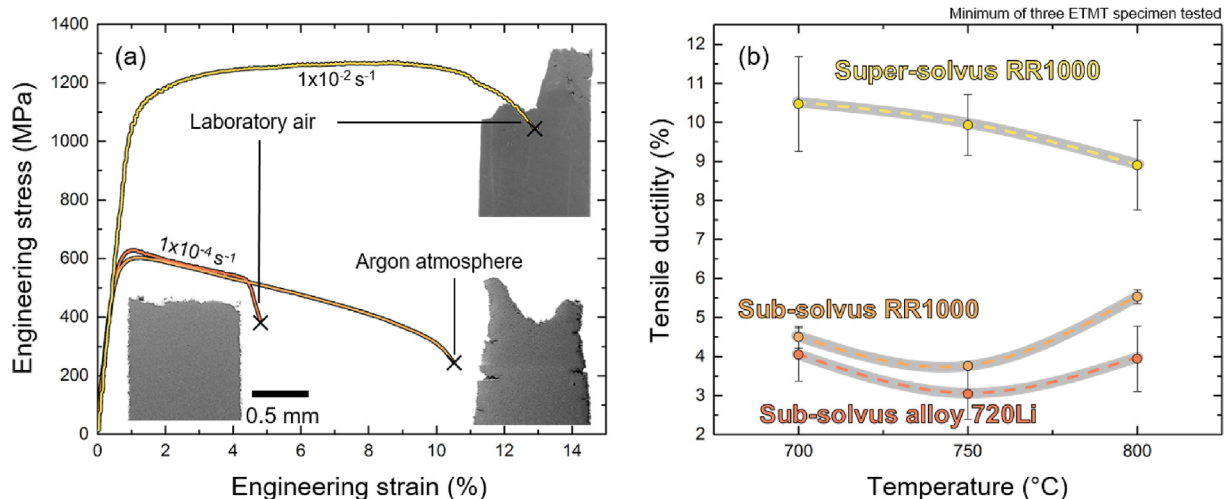 Minimum of three ETMT specimen tested
(a)
1x10⁻² s⁻¹
Laboratory air
1x10⁻⁴ s⁻¹
Argon atmosphere
0.5 mm
Engineering stress (MPa)
1400
1200
1000
800
600
400
200
0
0 2 4 6 8 10 12 14
Engineering strain (%)
(b)
Super-solvus RR1000
Sub-solvus RR1000
Sub-solvus alloy 720Li
Tensile ductility (%)
12
11
10
9
8
7
6
5
4
3
2
700 750 800
Temperature (°C)